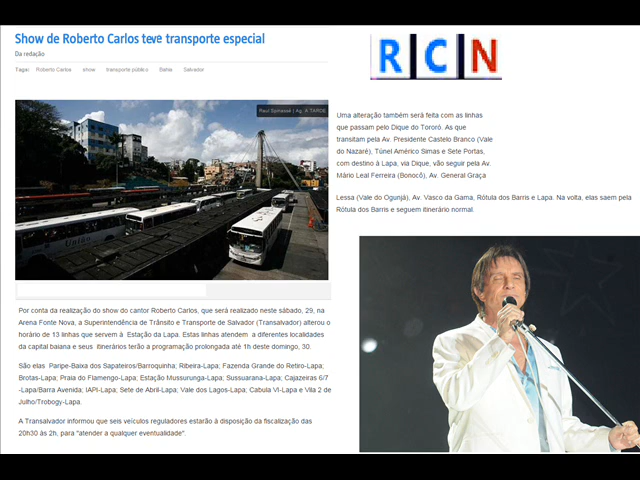 Show de Roberto Carlos teve transporte especial
Da redação
Tags: Roberto Carlos show transporte público Bahia Salvador
Raul Spinassé | Ag. A TARDE
União
Por conta da realização do show do cantor Roberto Carlos, que será realizado neste sábado, 29, na
Arena Fonte Nova, a Superintendência de Trânsito e Transporte de Salvador (Transalvador) alterou o
horário de 13 linhas que servem à Estação da Lapa. Estas linhas atendem a diferentes localidades
da capital baiana e seus itinerários terão a programação prolongada até 1h deste domingo, 30.
São elas Paripe-Baixa dos Sapateiros/Barroquinha; Ribeira-Lapa; Fazenda Grande do Retiro-Lapa;
Brotas-Lapa; Praia do Flamengo-Lapa; Estação Mussurunga-Lapa; Sussuarana-Lapa; Cajazeiras 6/7
-Lapa/Barra Avenida; IAPI-Lapa; Sete de Abril-Lapa; Vale dos Lagos-Lapa; Cabula VI-Lapa e Vila 2 de
Julho/Trobogy-Lapa.
A Transalvador informou que seis veículos reguladores estarão à disposição da fiscalização das
20h30 às 2h, para "atender a qualquer eventualidade".
R|C|N
Uma alteração também será feita com as linhas
que passam pelo Dique do Tororó. As que
transitam pela Av. Presidente Castelo Branco (Vale
do Nazaré), Túnel Américo Simas e Sete Portas,
com destino à Lapa, via Dique, vão seguir pela Av.
Mário Leal Ferreira (Bonocô), Av. General Graça
Lessa (Vale do Ogunjá), Av. Vasco da Gama, Rótula dos Barris e Lapa. Na volta, elas saem pela
Rótula dos Barris e seguem itinerário normal.